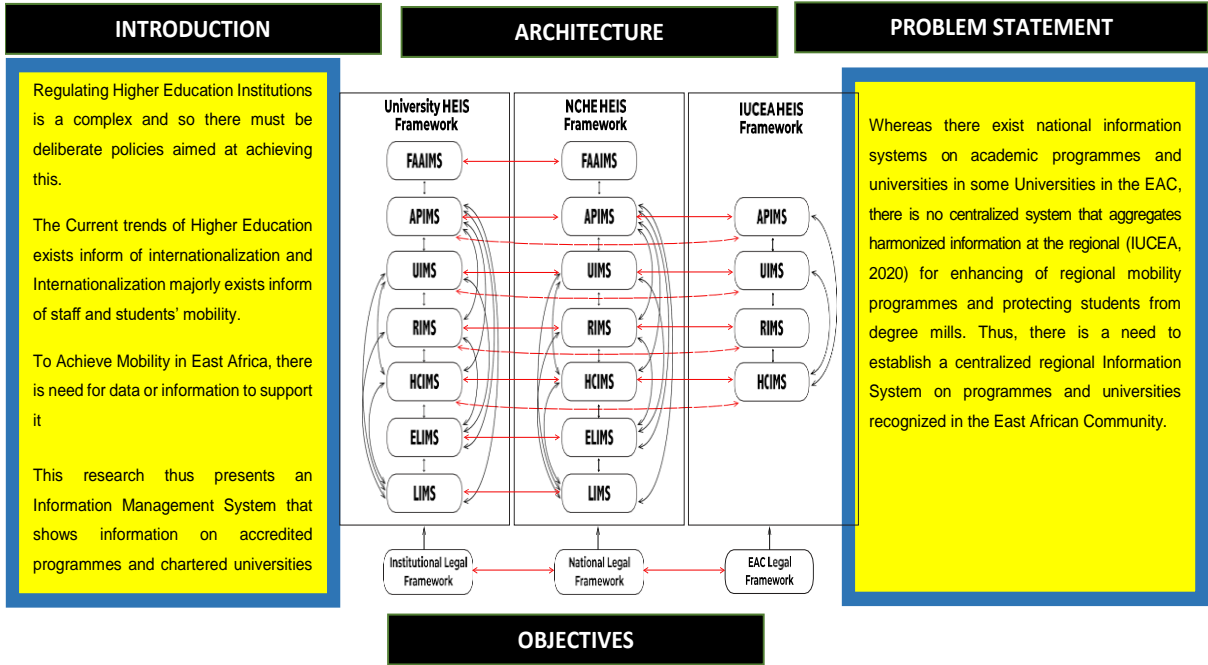 INTRODUCTION
Regulating Higher Education Institutions
is a complex and so there must be
deliberate policies aimed at achieving
this.
The Current trends of Higher Education
exists inform of internationalization and
Internationalization majorly exists inform
of staff and students’ mobility.
To Achieve Mobility in East Africa, there
is need for data or information to support
it
This research thus presents an
Information Management System that
shows information on accredited
programmes and chartered universities
ARCHITECTURE
University HEIS
Framework
FAAIMS
APIMS
UIMS
RIMS
HCIMS
ELIMS
LIMS
Institutional Legal
Framework
NCHE HEIS
Framework
FAAIMS
APIMS
UIMS
RIMS
HCIMS
ELIMS
LIMS
National Legal
Framework
IUCEA HEIS
Framework
APIMS
UIMS
RIMS
HCIMS
EAC Legal
Framework
PROBLEM STATEMENT
Whereas there exist national information
systems on academic programmes and
universities in some Universities in the EAC,
there is no centralized system that aggregates
harmonized information at the regional (IUCEA,
2020) for enhancing of regional mobility
programmes and protecting students from
degree mills. Thus, there is a need to
establish a centralized regional Information
System on programmes and universities
recognized in the East African Community.
OBJECTIVES